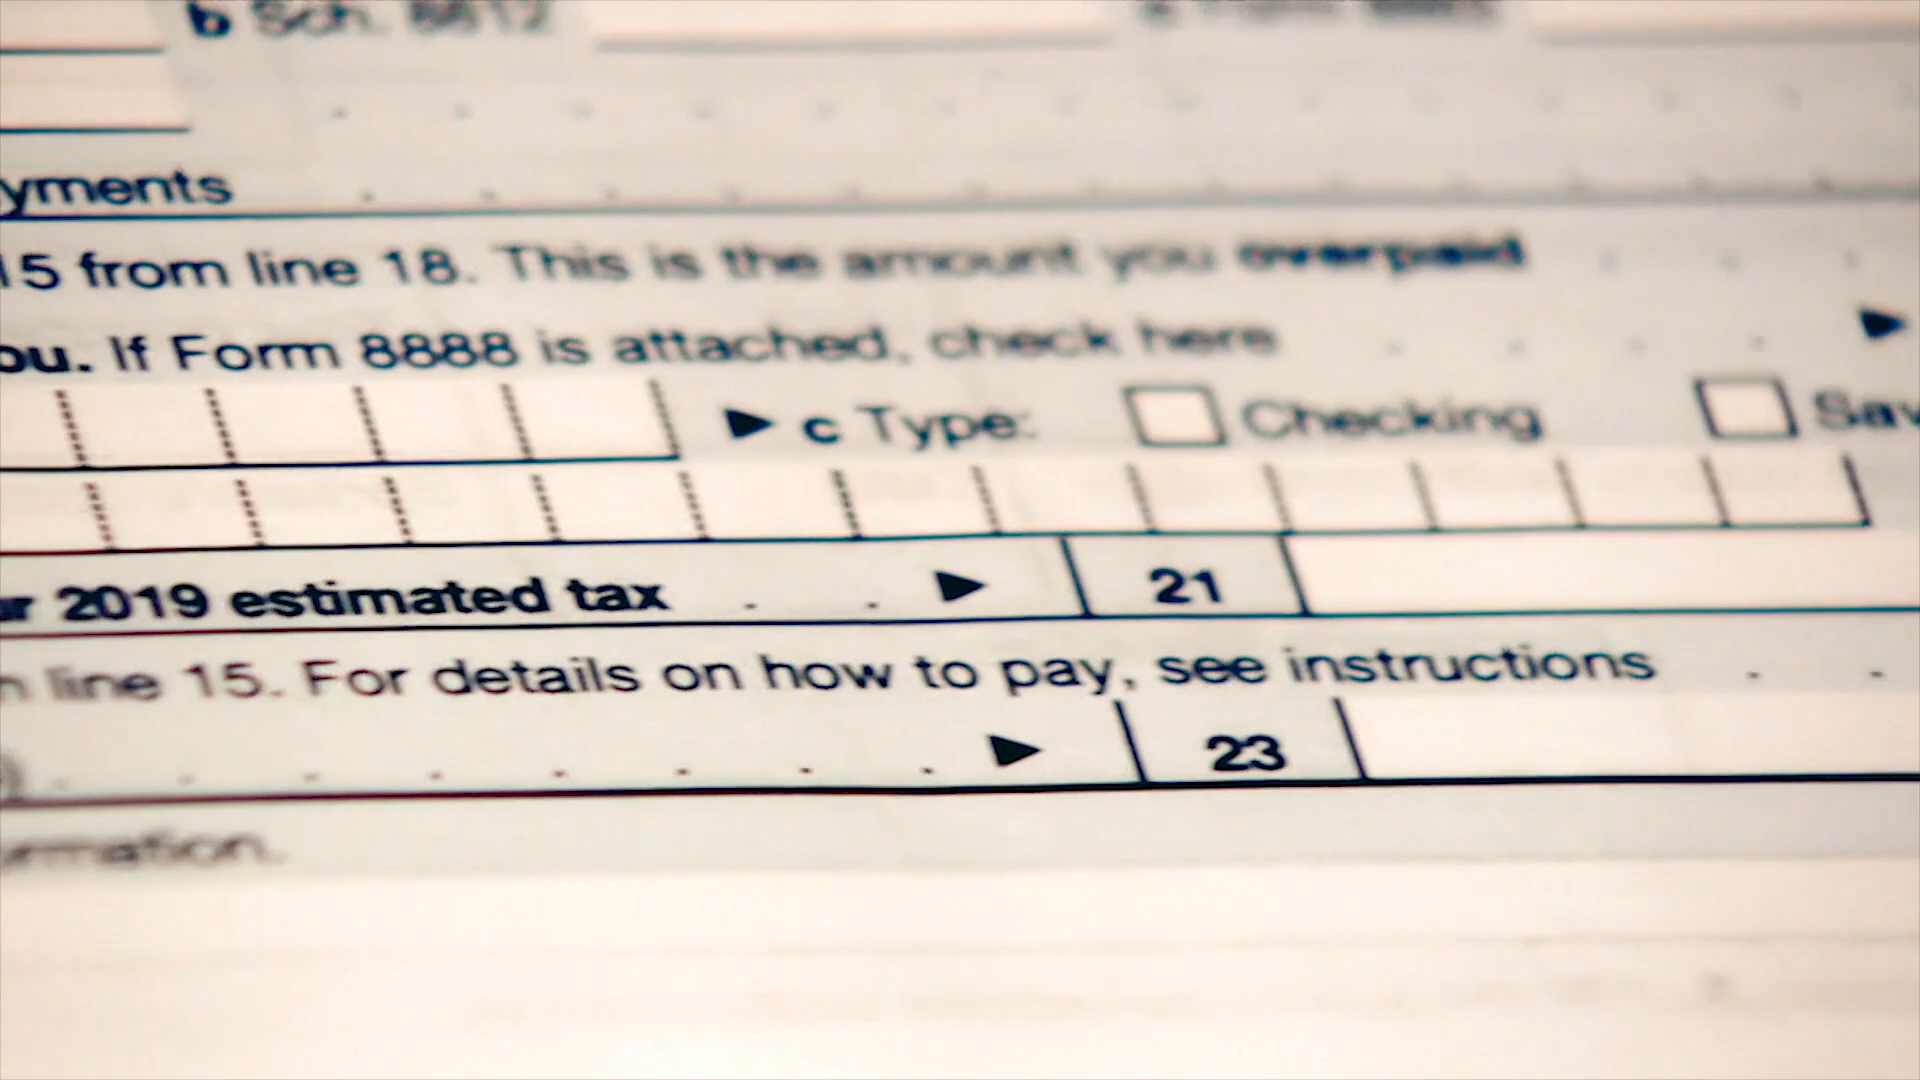 b Sch. 8812
yments
15 from line 18. This is the amount you overpaid
ou. If Form 8888 is attached, check here
c Type: Checking Sav
r 2019 estimated tax 21
n line 15. For details on how to pay, see instructions
23
rmation.